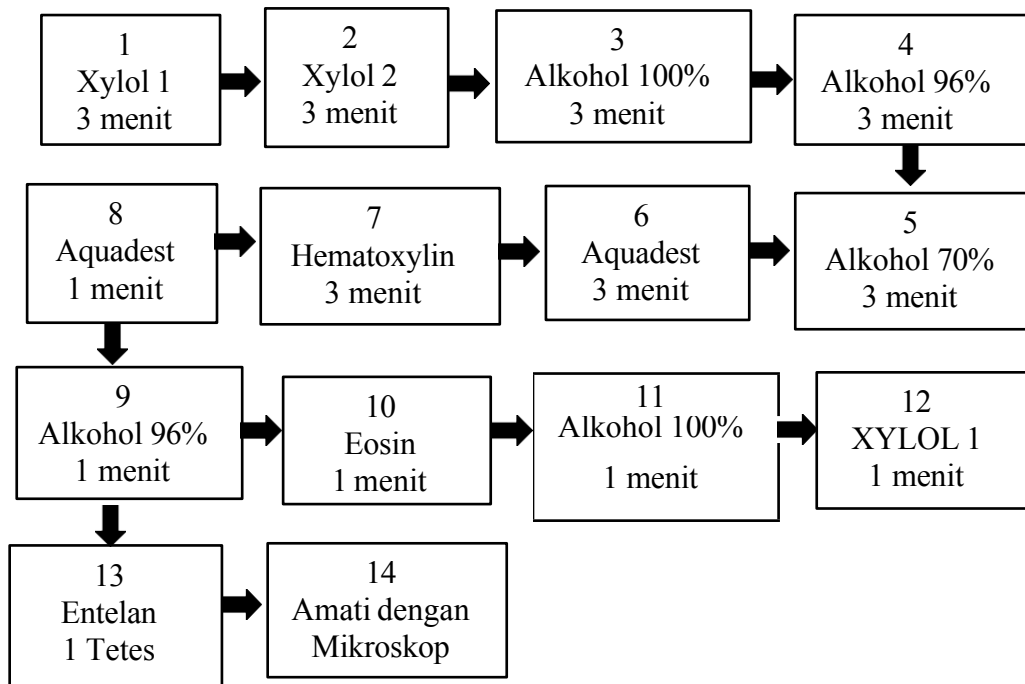 1
Xylol 1
3 menit
2
Xylol 2
3 menit
3
Alkohol 100%
3 menit
4
Alkohol 96%
3 menit
8
Aquadest
1 menit
7
Hematoxylin
3 menit
6
Aquadest
3 menit
5
Alkohol 70%
3 menit
9
Alkohol 96%
1 menit
10
Eosin
1 menit
11
Alkohol 100%
1 menit
12
XYLOL 1
1 menit
13
Entelan
1 Tetes
14
Amati dengan
Mikroskop